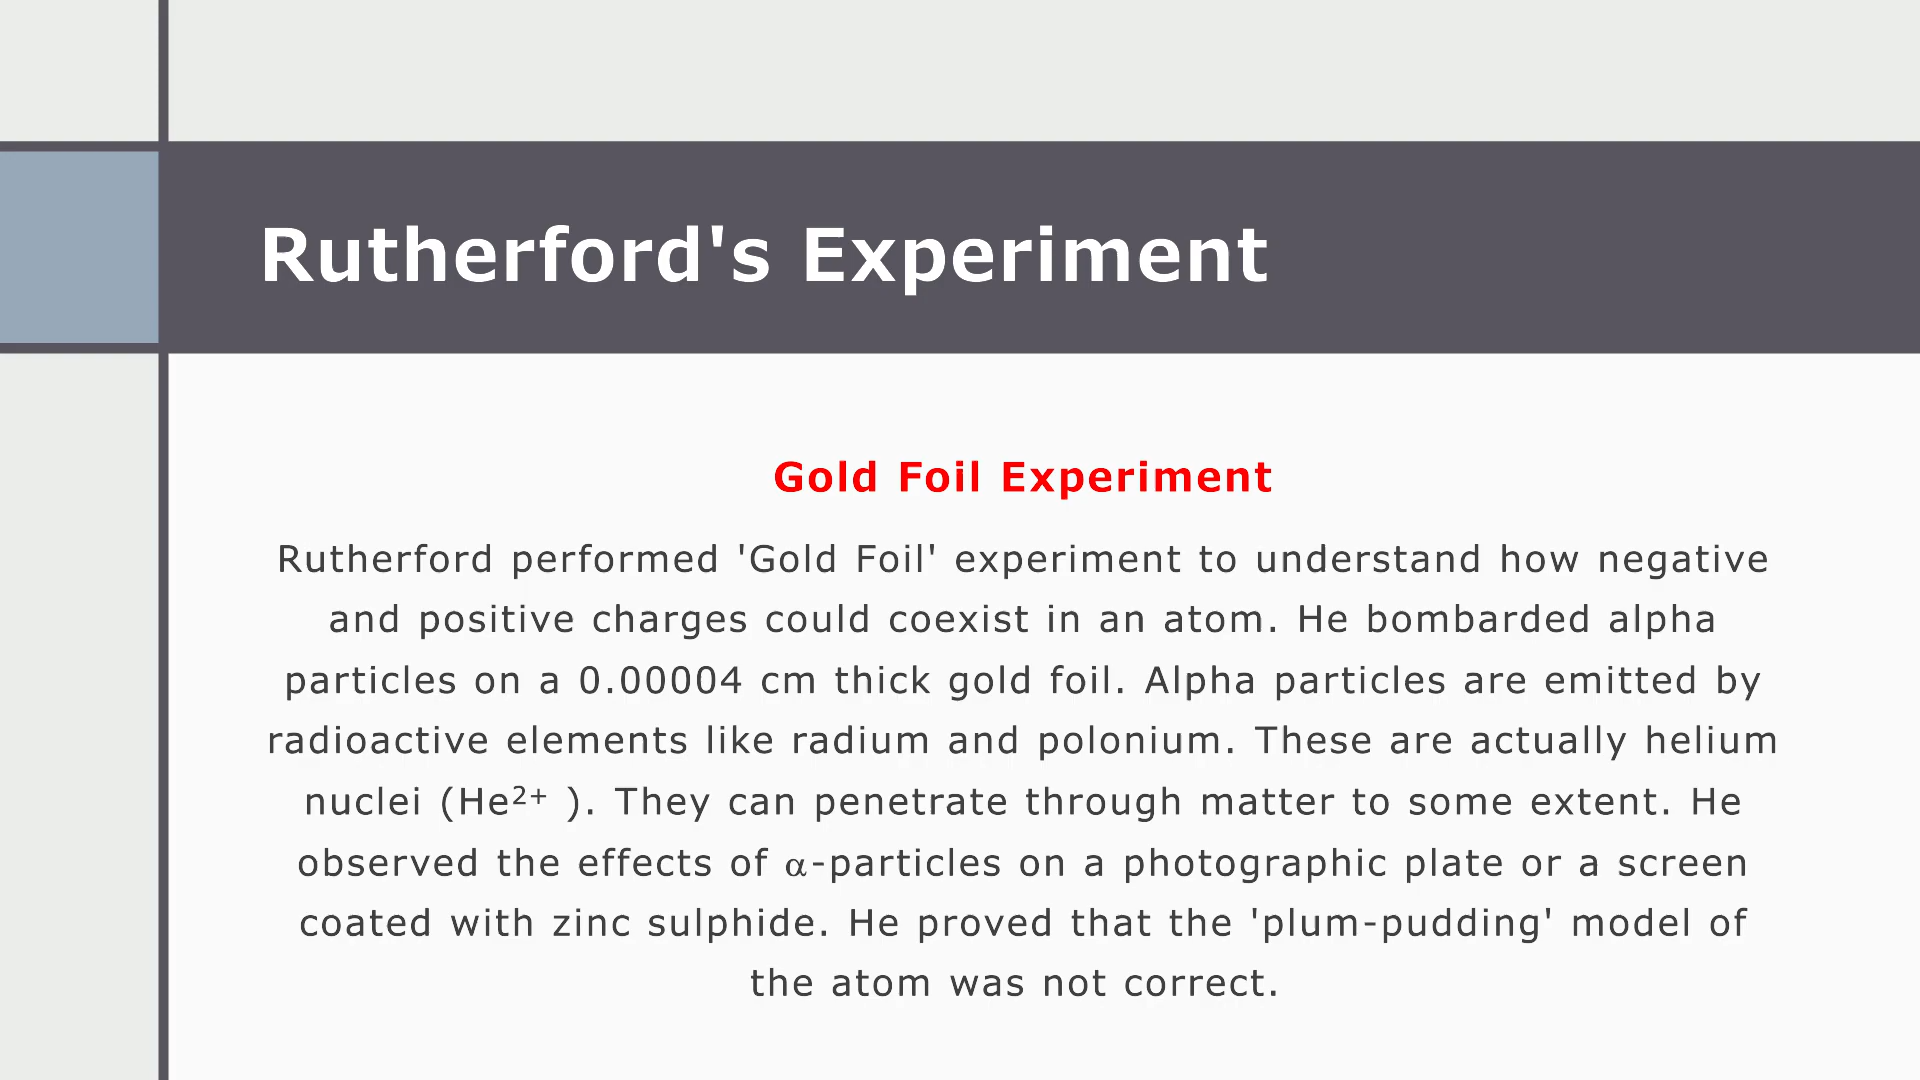 Rutherford's Experiment
Gold Foil Experiment
Rutherford performed 'Gold Foil' experiment to understand how negative
and positive charges could coexist in an atom. He bombarded alpha
particles on a 0.00004 cm thick gold foil. Alpha particles are emitted by
radioactive elements like radium and polonium. These are actually helium
nuclei (He²⁺ ). They can penetrate through matter to some extent. He
observed the effects of α-particles on a photographic plate or a screen
coated with zinc sulphide. He proved that the 'plum-pudding' model of
the atom was not correct.